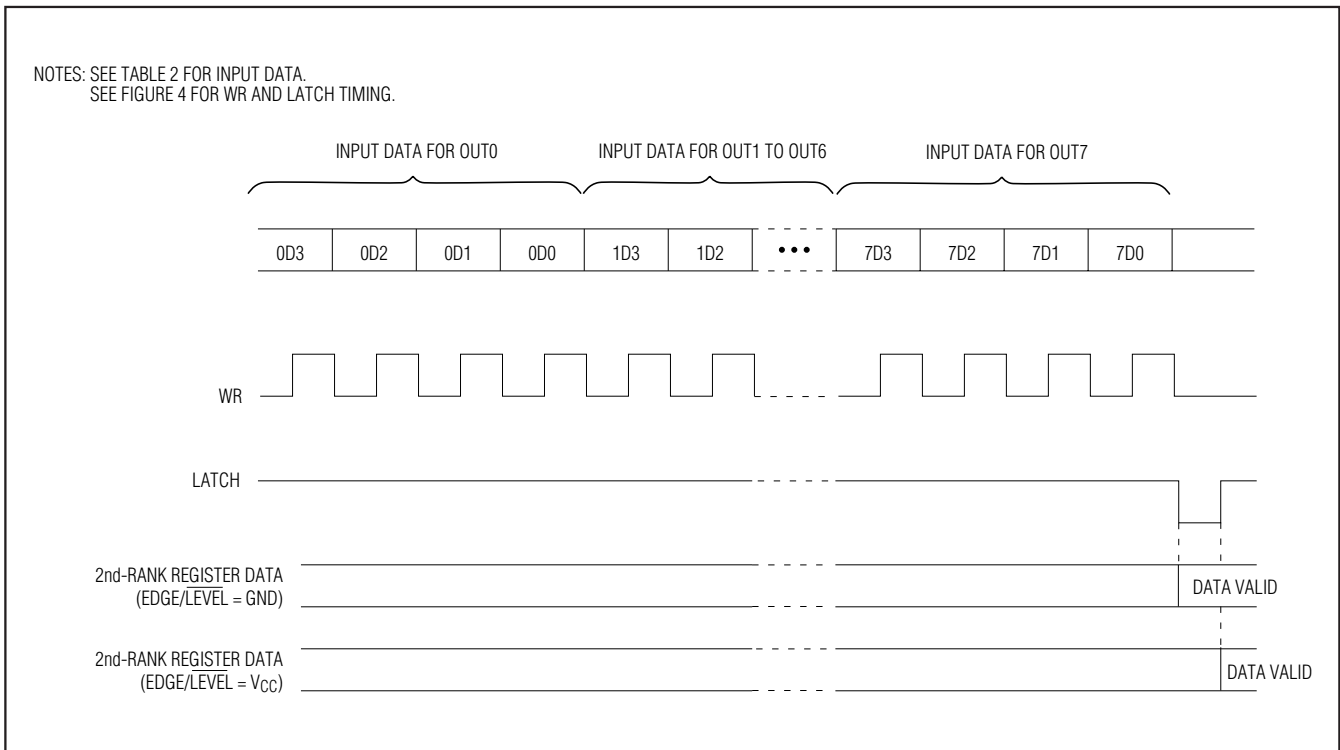 NOTES: SEE TABLE 2 FOR INPUT DATA.
SEE FIGURE 4 FOR WR AND LATCH TIMING.
INPUT DATA FOR OUT0 INPUT DATA FOR OUT1 TO OUT6 INPUT DATA FOR OUT7
0D3 0D2 0D1 0D0 1D3 1D2 ••• 7D3 7D2 7D1 7D0
WR
LATCH
2nd-RANK REGISTER DATA
(EDGE/L̅E̅V̅E̅L̅ = GND) DATA VALID
2nd-RANK REGISTER DATA
(EDGE/L̅E̅V̅E̅L̅ = VCC) DATA VALID